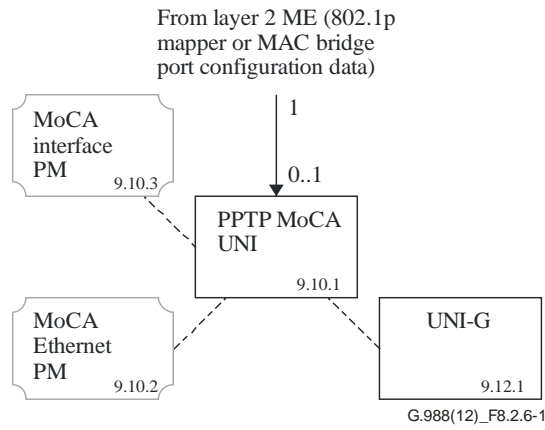 From layer 2 ME (802.1p
mapper or MAC bridge
port configuration data)
1
0..1
MoCA
interface
PM
9.10.3
PPTP MoCA
UNI
9.10.1
MoCA
Ethernet
PM
9.10.2
UNI-G
9.12.1
G.988(12)_F8.2.6-1